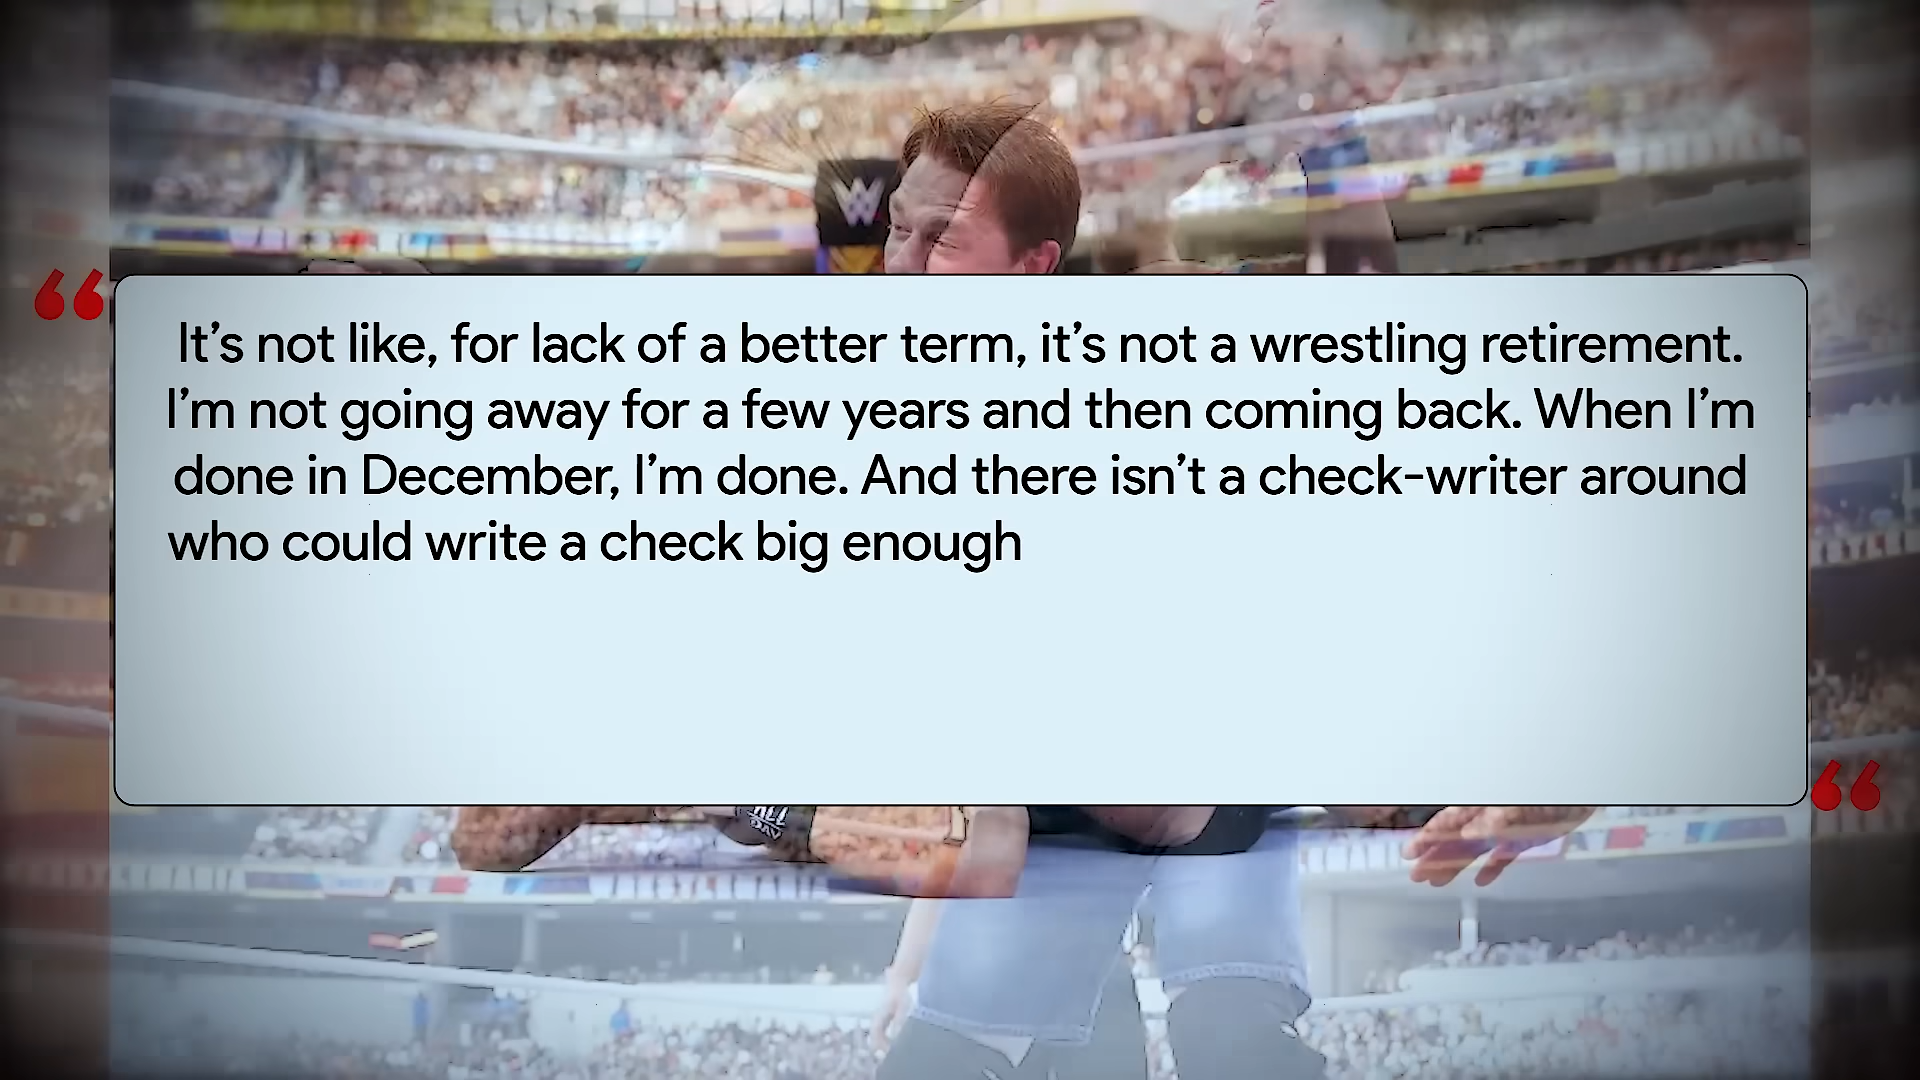 W
“
It’s not like, for lack of a better term, it’s not a wrestling retirement.
I’m not going away for a few years and then coming back. When I’m
done in December, I’m done. And there isn’t a check-writer around
who could write a check big enough
“